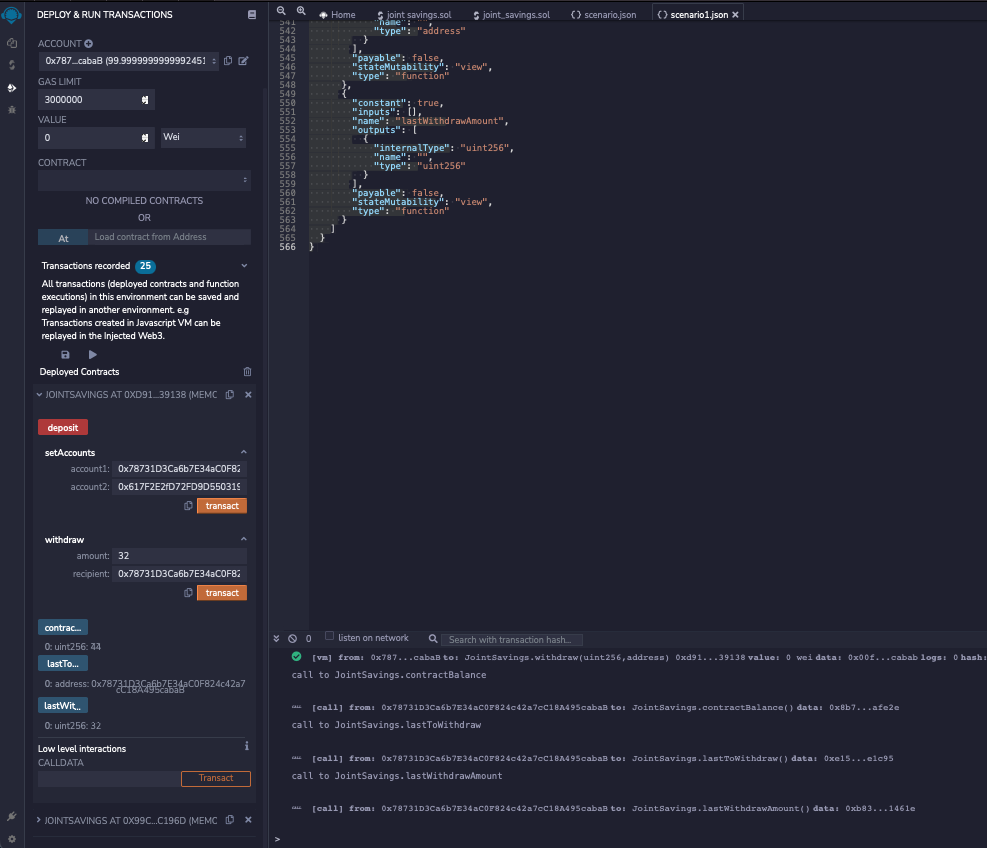 DEPLOY & RUN TRANSACTIONS
ACCOUNT
0x787...cabaB (99.9999999999992451
GAS LIMIT
3000000
VALUE
0
Wei
CONTRACT
NO COMPILED CONTRACTS
OR
At
Load contract from Address
Transactions recorded 25
All transactions (deployed contracts and function
executions) in this environment can be saved and
replayed in another environment. e.g
Transactions created in Javascript VM can be
replayed in the Injected Web3.
Deployed Contracts
JOINTSAVINGS AT 0XD91...39138 (MEMC
deposit
setAccounts
account1: 0x78731D3Ca6b7E34aC0F82
account2: 0x617F2E2fD72FD9D550319
transact
withdraw
amount: 32
recipient: 0x78731D3Ca6b7E34aC0F82
transact
contrac...
0: uint256: 44
lastTo...
0: address: 0x78731D3Ca6b7E34aC0F824c42a7
cC18A495cabaB
lastWit...
0: uint256: 32
Low level interactions
CALLDATA
Transact
JOINTSAVINGS AT 0X99C...C196D (MEMC
Home
joint savings.sol
joint_savings.sol
scenario.json
scenario1.json
541 "name": "",
542 "type": "address"
543 }
544 ],
545 "payable": false,
546 "stateMutability": "view",
547 "type": "function"
548 },
549 {
550 "constant": true,
551 "inputs": [],
552 "name": "lastWithdrawAmount",
553 "outputs": [
554 {
555 "internalType": "uint256",
556 "name": "",
557 "type": "uint256"
558 }
559 ],
560 "payable": false,
561 "stateMutability": "view",
562 "type": "function"
563 }
564 ]
565 }
566 }
0
listen on network
Search with transaction hash...
[vm] from: 0x787...cabaB to: JointSavings.withdraw(uint256,address) 0xd91...39138 value: 0 wei data: 0x00f...cabab logs: 0 hash:
call to JointSavings.contractBalance
CALL [call] from: 0x78731D3Ca6b7E34aC0F824c42a7cC18A495cabaB to: JointSavings.contractBalance() data: 0x8b7...afe2e
call to JointSavings.lastToWithdraw
CALL [call] from: 0x78731D3Ca6b7E34aC0F824c42a7cC18A495cabaB to: JointSavings.lastToWithdraw() data: 0xe15...e1c95
call to JointSavings.lastWithdrawAmount
CALL [call] from: 0x78731D3Ca6b7E34aC0F824c42a7cC18A495cabaB to: JointSavings.lastWithdrawAmount() data: 0xb83...1461e
>